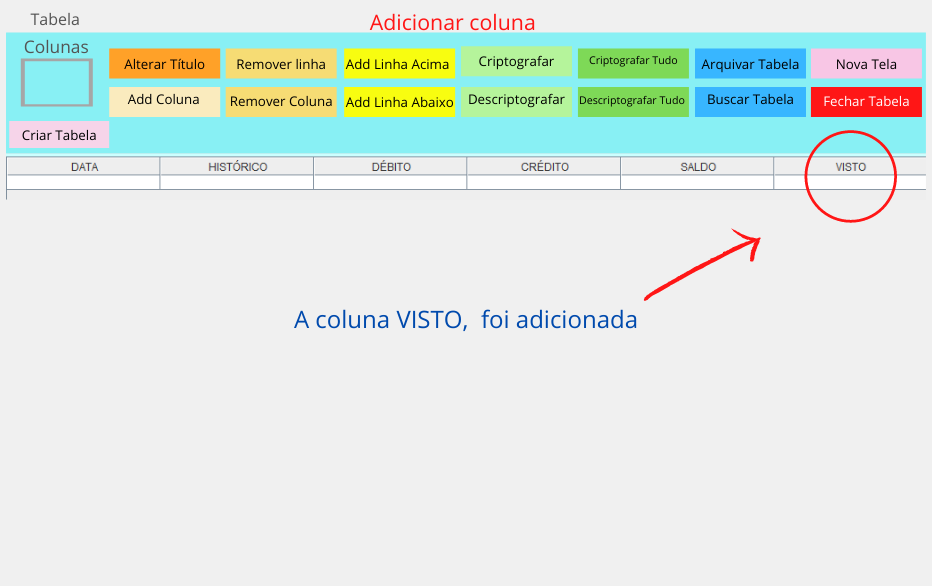 Tabela
Adicionar coluna
Colunas
Alterar Título Remover linha Add Linha Acima Criptografar Criptografar Tudo Arquivar Tabela Nova Tela
Add Coluna Remover Coluna Add Linha Abaixo Descriptografar Descriptografar Tudo Buscar Tabela Fechar Tabela
Criar Tabela
DATA HISTÓRICO DÉBITO CRÉDITO SALDO VISTO
A coluna VISTO, foi adicionada